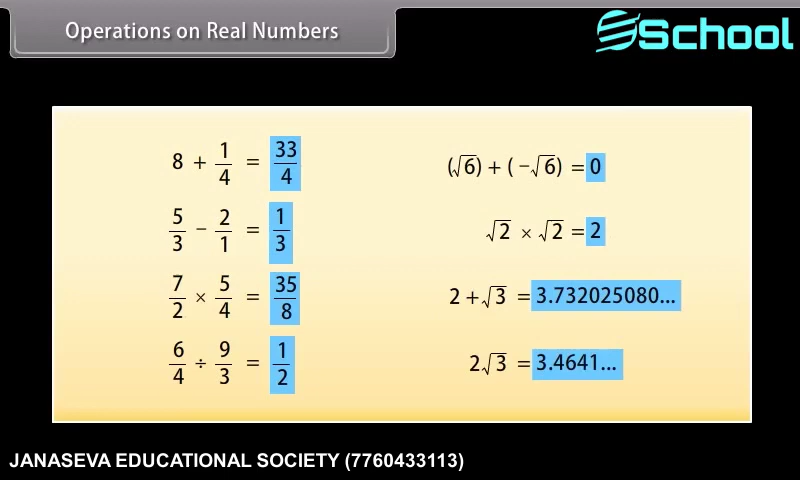 Operations on Real Numbers
School
8 + 1/4 = 33/4
5/3 − 2/1 = 1/3
7/2 × 5/4 = 35/8
6/4 ÷ 9/3 = 1/2
(√6) + (−√6) = 0
√2 × √2 = 2
2 + √3 = 3.732025080...
2√3 = 3.4641...
JANASEVA EDUCATIONAL SOCIETY (7760433113)